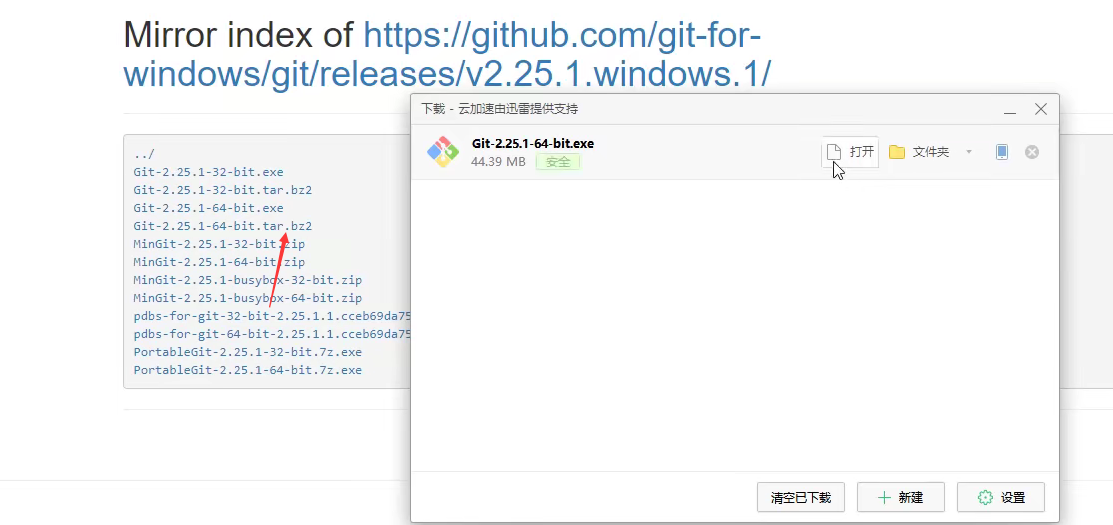 Mirror index of https://github.com/git-for-
windows/git/releases/v2.25.1.windows.1/
../
Git-2.25.1-32-bit.exe
Git-2.25.1-32-bit.tar.bz2
Git-2.25.1-64-bit.exe
Git-2.25.1-64-bit.tar.bz2
MinGit-2.25.1-32-bit.zip
MinGit-2.25.1-64-bit.zip
MinGit-2.25.1-busybox-32-bit.zip
MinGit-2.25.1-busybox-64-bit.zip
pdbs-for-git-32-bit-2.25.1.1.cceb69da75
pdbs-for-git-64-bit-2.25.1.1.cceb69da75
PortableGit-2.25.1-32-bit.7z.exe
PortableGit-2.25.1-64-bit.7z.exe
下载 - 云加速由迅雷提供支持
Git-2.25.1-64-bit.exe
44.39 MB 安全
打开 文件夹
清空已下载 新建 设置